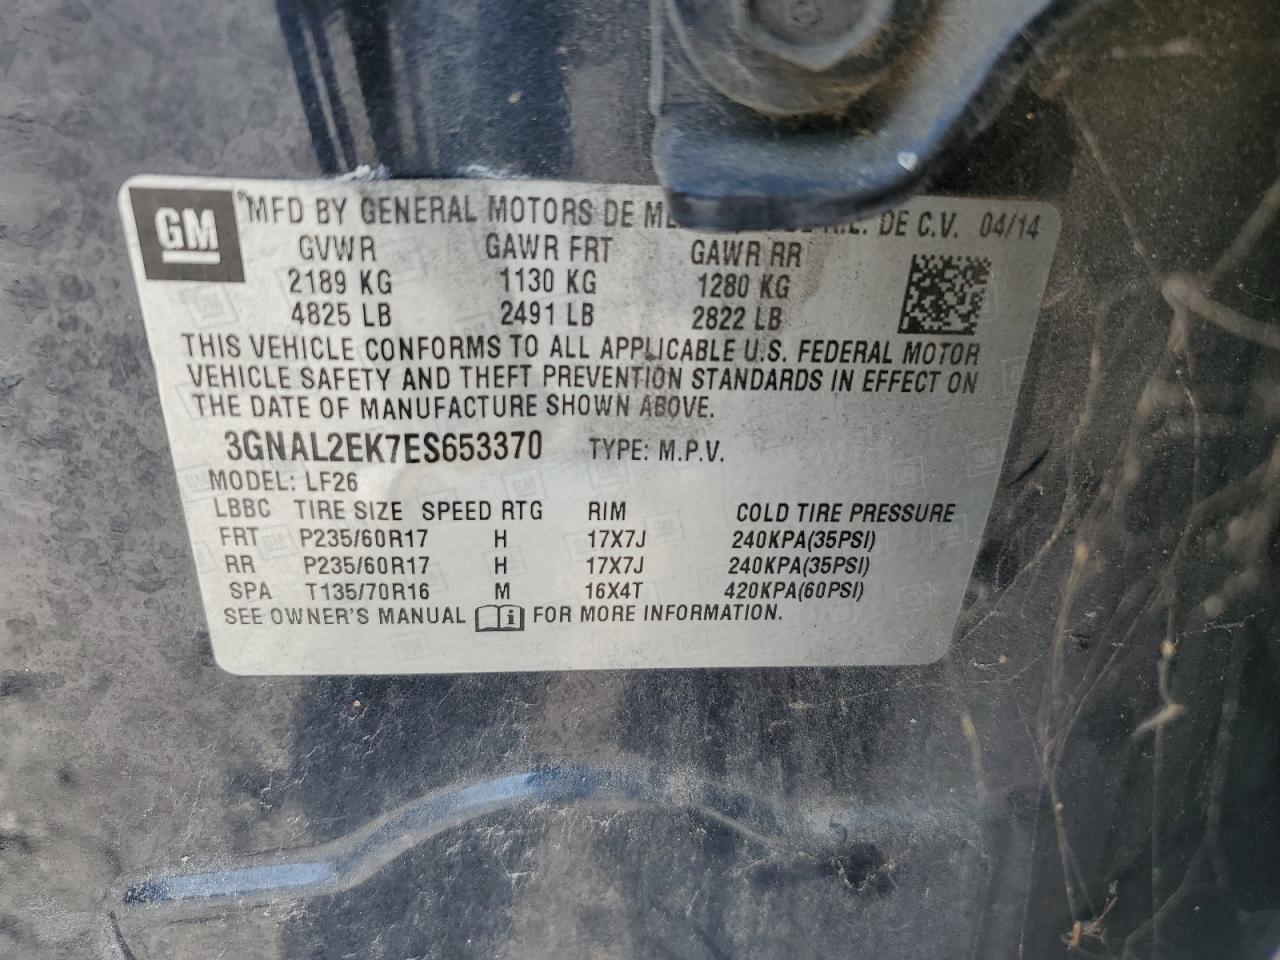 GM
®MFD BY GENERAL MOTORS DE DE C.V. 04/14
GVWR GAWR FRT GAWR RR
2189 KG 1130 KG 1280 KG
4825 LB 2491 LB 2822 LB
THIS VEHICLE CONFORMS TO ALL APPLICABLE U.S. FEDERAL MOTOR
VEHICLE SAFETY AND THEFT PREVENTION STANDARDS IN EFFECT ON
THE DATE OF MANUFACTURE SHOWN ABOVE.
3GNAL2EK7ES653370 TYPE: M.P.V.
MODEL: LF26
LBBC TIRE SIZE SPEED RTG RIM COLD TIRE PRESSURE
FRT P235/60R17 H 17X7J 240KPA(35PSI)
RR P235/60R17 H 17X7J 240KPA(35PSI)
SPA T135/70R16 M 16X4T 420KPA(60PSI)
SEE OWNER'S MANUAL i FOR MORE INFORMATION.